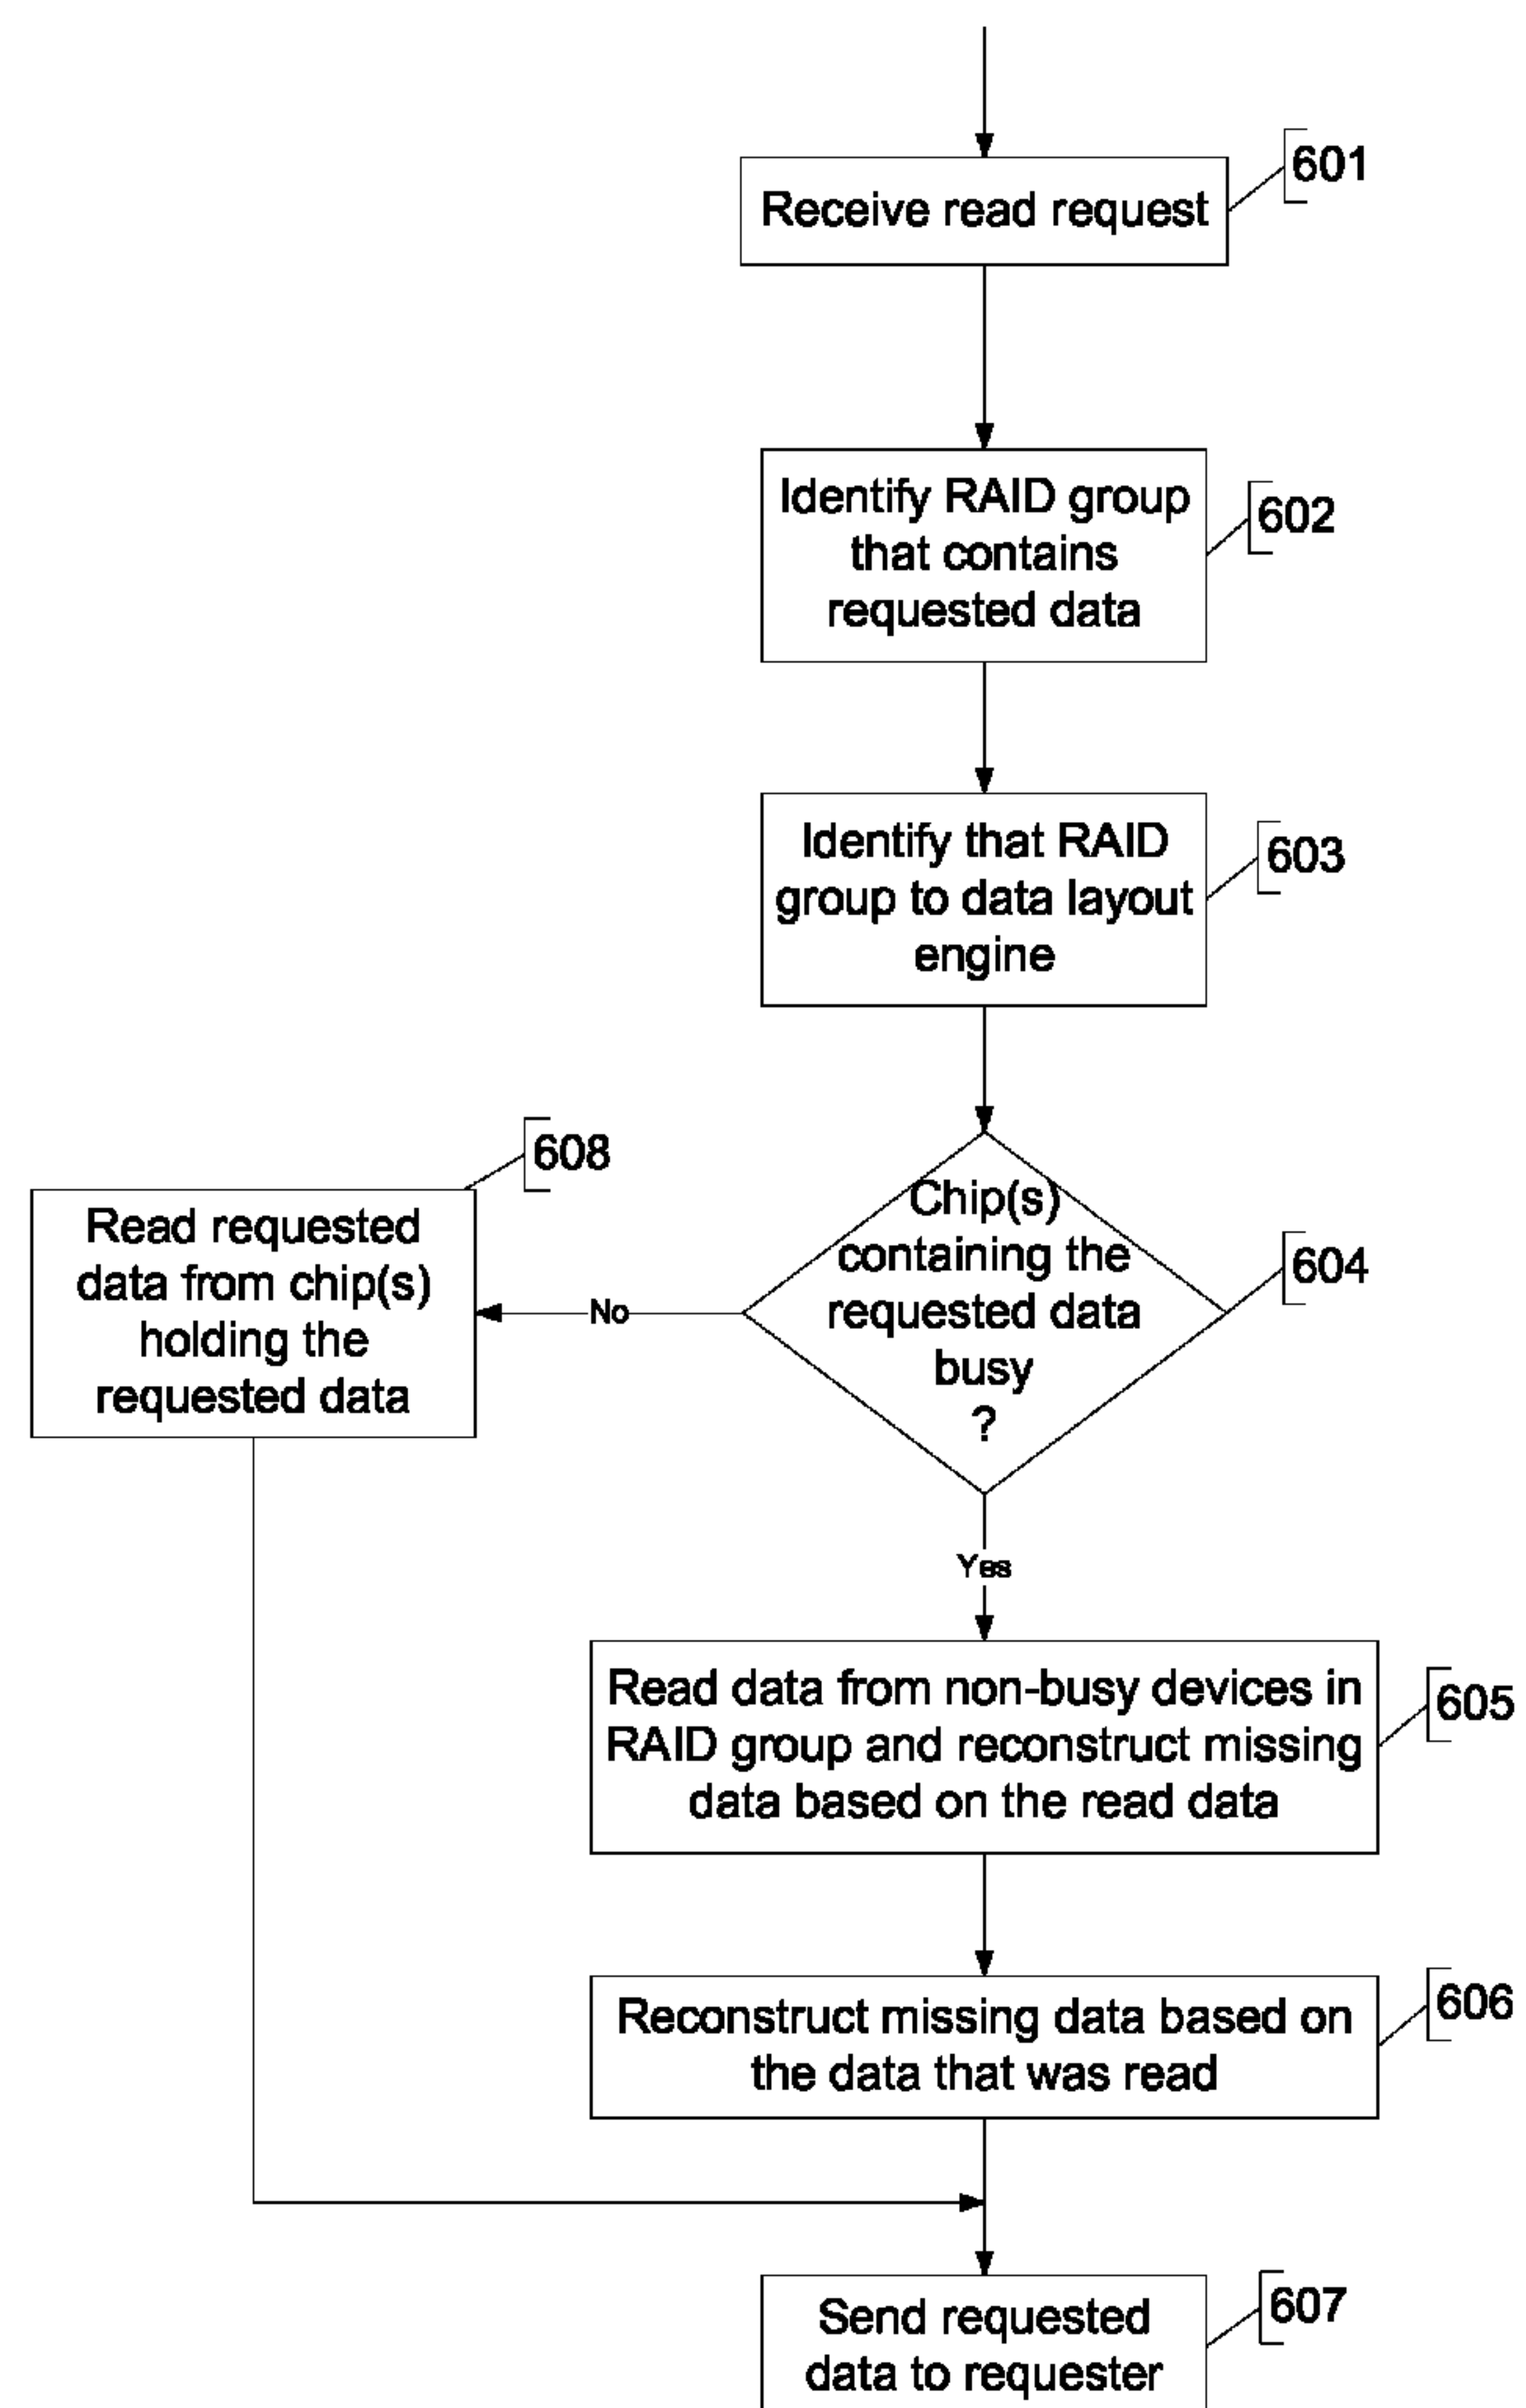 601
Receive read request
602
Identify RAID group
that contains
requested data
603
Identify that RAID
group to data layout
engine
608
Read requested
data from chip(s)
holding the
requested data
No
604
Chip(s)
containing the
requested data
busy
?
Yes
605
Read data from non-busy devices in
RAID group and reconstruct missing
data based on the read data
606
Reconstruct missing data based on
the data that was read
607
Send requested
data to requester